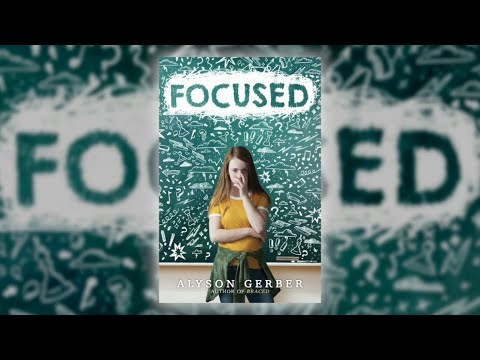 FOCUSED
ALYSON GERBER
AUTHOR OF BRACED